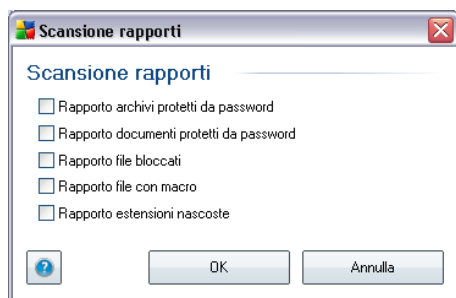 Scansione rapporti
Scansione rapporti
Rapporto archivi protetti da password
Rapporto documenti protetti da password
Rapporto file bloccati
Rapporto file con macro
Rapporto estensioni nascoste
? OK Annulla